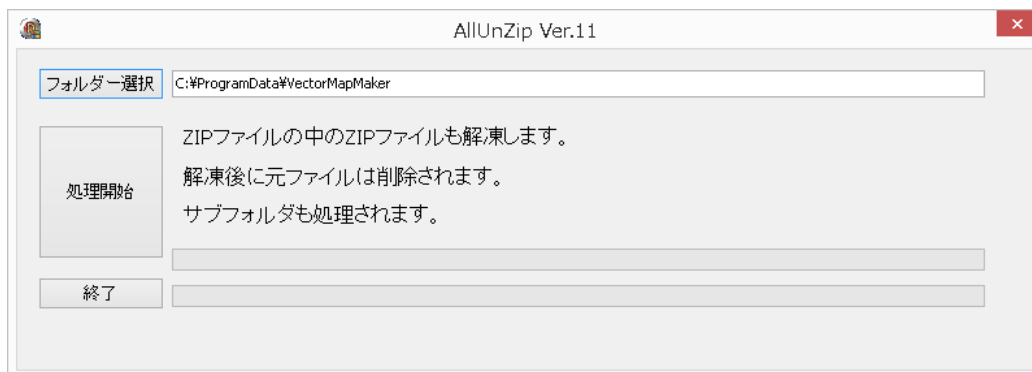 AllUnZip Ver.11
フォルダー選択
C:¥ProgramData¥VectorMapMaker
処理開始
ZIPファイルの中のZIPファイルも解凍します。
解凍後に元ファイルは削除されます。
サブフォルダも処理されます。
終了